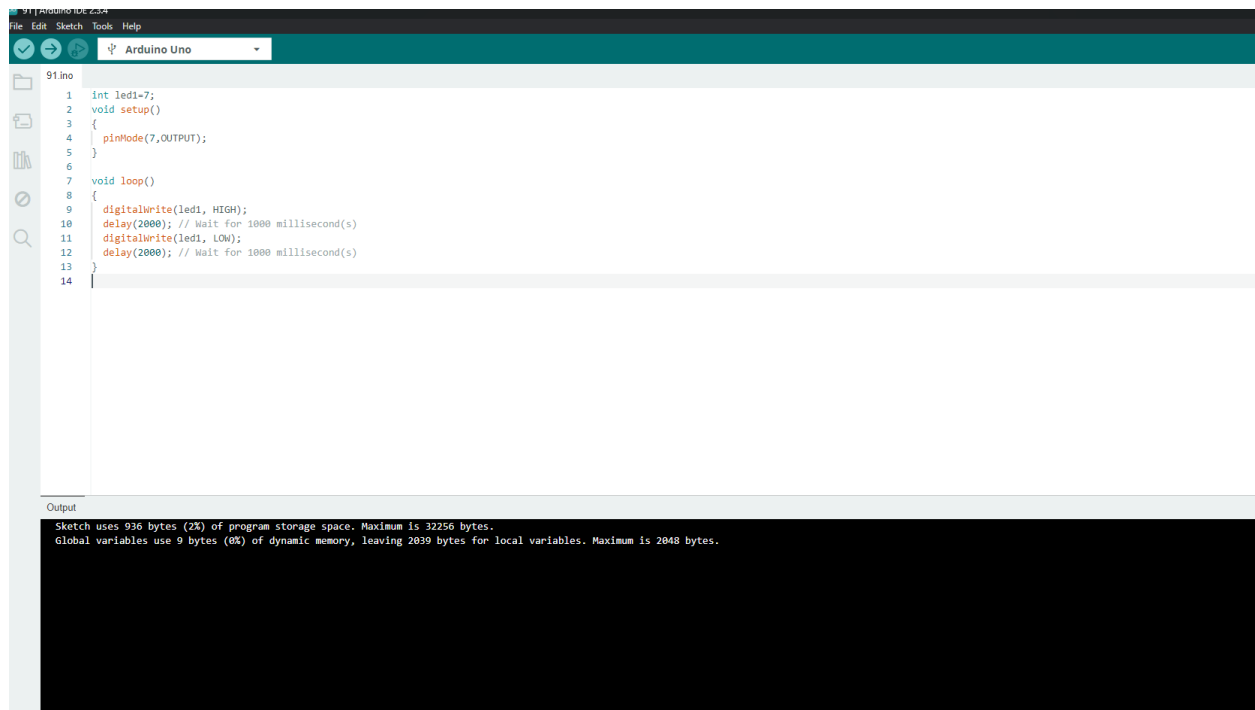 91 | Arduino IDE 2.3.4
File Edit Sketch Tools Help
Arduino Uno
91.ino
1 int led1=7;
2 void setup()
3 {
4 pinMode(7,OUTPUT);
5 }
6
7 void loop()
8 {
9 digitalWrite(led1, HIGH);
10 delay(2000); // Wait for 1000 millisecond(s)
11 digitalWrite(led1, LOW);
12 delay(2000); // Wait for 1000 millisecond(s)
13 }
14
Output
Sketch uses 936 bytes (2%) of program storage space. Maximum is 32256 bytes.
Global variables use 9 bytes (0%) of dynamic memory, leaving 2039 bytes for local variables. Maximum is 2048 bytes.